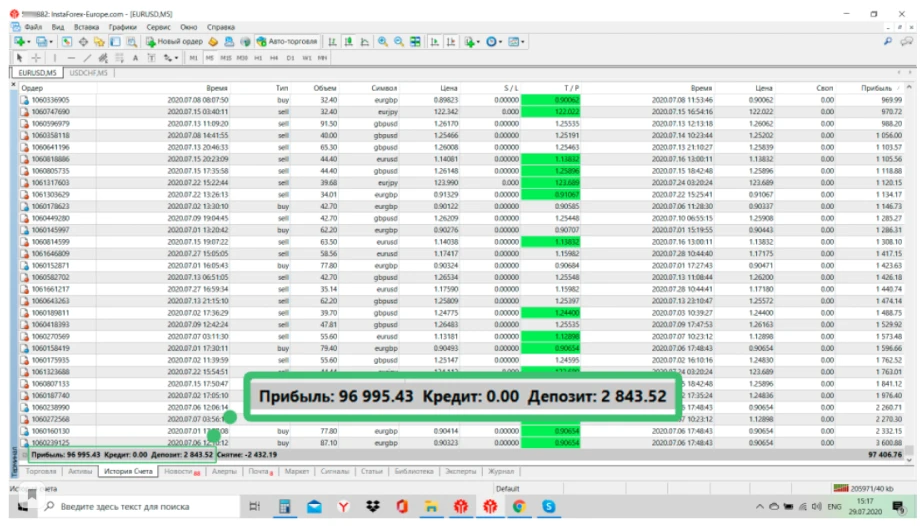 882: InstaForex-Europe.com - [EURUSD,M5]
Файл Вид Вставка Графики Сервис Окно Справка
Новый ордер Авто-торговля
M1 M5 M15 M30 H1 H4 D1 W1 MN
EURUSD,M5 USDCHF,M5
Ордер Время Тип Объем Символ Цена S / L T / P Время Цена Своп Прибыль
1060336905 2020.07.08 08:07:50 buy 32.40 eurgbp 0.89823 0.00000 0.90062 2020.07.08 11:53:46 0.90062 0.00 969.99
1060747690 2020.07.15 03:40:11 sell 32.40 eurjpy 122.342 0.000 122.022 2020.07.15 16:54:16 122.022 0.00 970.72
1060596979 2020.07.13 11:09:20 sell 91.50 gbpusd 1.26170 0.00000 1.25535 2020.07.13 12:13:18 1.26062 0.00 988.20
1060358118 2020.07.08 14:41:55 sell 40.00 gbpusd 1.25466 0.00000 1.25191 2020.07.14 10:23:44 1.25202 0.00 1 056.00
1060641196 2020.07.13 20:46:33 sell 65.30 gbpusd 1.26008 0.00000 1.25463 2020.07.13 21:10:27 1.25839 0.00 1 103.57
1060818886 2020.07.15 20:23:09 sell 44.40 eurusd 1.14081 0.00000 1.13832 2020.07.16 13:00:11 1.13832 0.00 1 105.56
1060805735 2020.07.15 17:35:58 sell 44.40 gbpusd 1.26148 0.00000 1.25896 2020.07.15 18:42:48 1.25896 0.00 1 118.88
1061317603 2020.07.22 15:22:44 sell 39.68 eurjpy 123.990 0.000 123.689 2020.07.24 03:20:24 123.689 0.00 1 120.15
1061303629 2020.07.22 13:26:13 sell 34.01 eurgbp 0.91329 0.00000 0.91067 2020.07.22 15:25:41 0.91067 0.00 1 134.17
1060178623 2020.07.02 13:30:10 buy 42.70 eurgbp 0.90122 0.00000 0.90585 2020.07.06 11:28:30 0.90337 0.00 1 146.73
1060449280 2020.07.09 19:04:45 sell 42.70 gbpusd 1.26209 0.00000 1.25448 2020.07.10 06:55:15 1.25908 0.00 1 285.27
1060145997 2020.07.01 13:20:42 buy 62.20 eurgbp 0.90276 0.00000 0.90707 2020.07.01 15:19:55 0.90443 0.00 1 286.31
1060814599 2020.07.15 19:07:22 sell 63.50 eurusd 1.14038 0.00000 1.13832 2020.07.16 13:00:11 1.13832 0.00 1 308.10
1061646809 2020.07.27 15:05:05 sell 58.56 eurusd 1.17417 0.00000 1.15982 2020.07.28 10:44:40 1.17175 0.00 1 417.15
1060152871 2020.07.01 16:05:43 buy 77.80 eurgbp 0.90324 0.00000 0.90684 2020.07.01 17:27:43 0.90471 0.00 1 423.63
1060582702 2020.07.13 06:51:05 sell 42.70 gbpusd 1.26534 0.00000 1.25548 2020.07.13 11:08:44 1.26200 0.00 1 426.18
1061661217 2020.07.27 16:59:34 sell 35.14 eurusd 1.17590 0.00000 1.15982 2020.07.28 10:44:41 1.17180 0.00 1 440.74
1060643263 2020.07.13 21:15:10 sell 62.20 gbpusd 1.25809 0.00000 1.25397 2020.07.13 23:10:47 1.25572 0.00 1 474.14
1060189811 2020.07.02 17:36:29 sell 39.70 gbpusd 1.24775 0.00000 1.24400 2020.07.03 10:39:27 1.24400 0.00 1 488.75
1060418393 2020.07.09 12:42:24 sell 47.81 gbpusd 1.26483 0.00000 1.25535 2020.07.09 17:47:53 1.26163 0.00 1 529.92
1060270569 2020.07.07 03:11:30 sell 55.60 eurusd 1.13181 0.00000 1.12898 2020.07.07 10:23:12 1.12898 0.00 1 573.48
1060158419 2020.07.01 17:30:11 buy 79.40 eurgbp 0.90493 0.00000 0.90654 2020.07.06 17:48:43 0.90654 0.00 1 596.66
1060175935 2020.07.02 11:39:59 sell 55.60 gbpusd 1.25147 0.00000 1.24595 2020.07.02 16:10:16 1.24830 0.00 1 762.52
1061323688 2020.07.22 15:54:51 03:20:24 123.689 0.00 1 763.01
1060807133 2020.07.15 17:50:47 18:42:48 1.25896 0.00 1 841.12
1060187740 2020.07.02 17:05:10 17:35:24 1.24836 0.00 1 976.40
1060238990 2020.07.06 12:06:14 17:48:43 0.90654 0.00 2 260.71
1060272568 2020.07.07 03:56 10:23:12 1.12898 0.00 2 270.30
1060160130 2020.07.01 buy 77.80 eurgbp 0.90414 0.00000 0.90654 2020.07.06 17:48:43 0.90654 0.00 2 332.15
1060239125 2020.07.06 buy 87.10 eurgbp 0.90323 0.00000 0.90654 2020.07.06 17:48:43 0.90654 0.00 3 600.88
Прибыль: 96 995.43 Кредит: 0.00 Депозит: 2 843.52
Прибыль: 96 995.43 Кредит: 0.00 Депозит: 2 843.52 Снятие: -2 432.19 97 406.76
Терминал
Торговля Активы История Счета Новости Алерты Почта Маркет Сигналы Статьи Библиотека Эксперты Журнал
Default 205971/40 kb
Введите здесь текст для поиска
ENG 15:17
29.07.2020